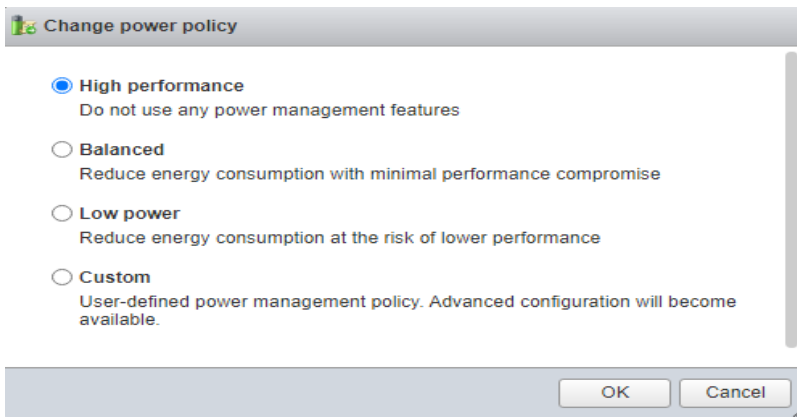 Change power policy
High performance
Do not use any power management features
Balanced
Reduce energy consumption with minimal performance compromise
Low power
Reduce energy consumption at the risk of lower performance
Custom
User-defined power management policy. Advanced configuration will become
available.
OK Cancel